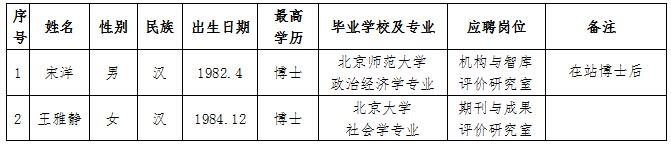 序号 姓名 性别 民族 出生日期 最高学历 毕业学校及专业 应聘岗位 备注
1 宋洋 男 汉 1982.4 博士 北京师范大学政治经济学专业 机构与智库评价研究室 在站博士后
2 王雅静 女 汉 1984.12 博士 北京大学社会学专业 期刊与成果评价研究室